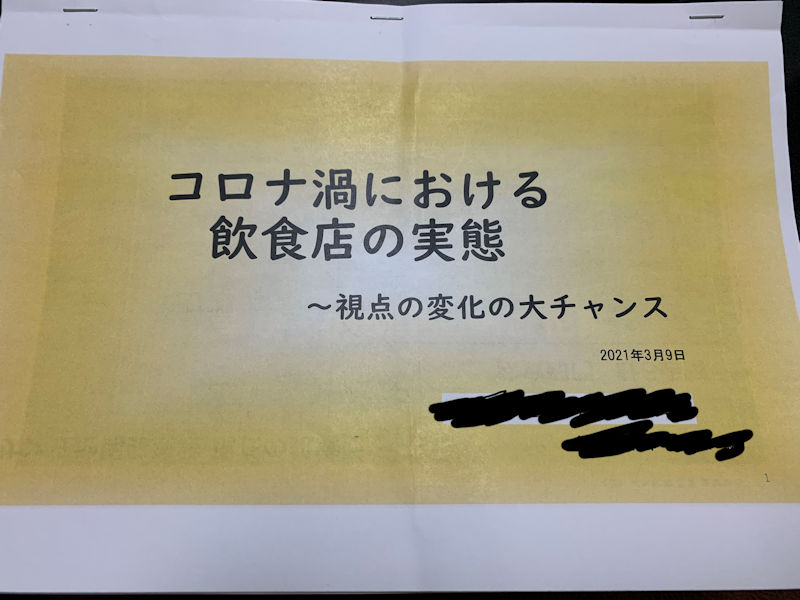 コロナ渦における
飲食店の実態
～視点の変化の大チャンス
2021年3月9日
1